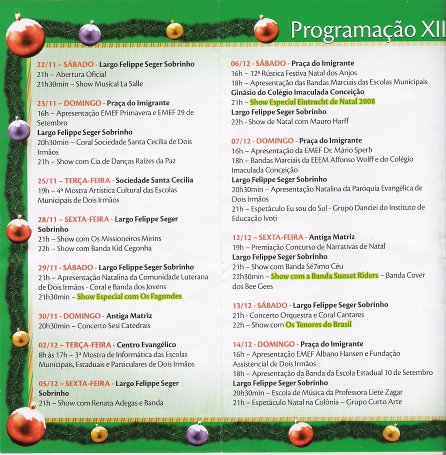 Programação XII
22/11 - SÁBADO - Largo Felippe Seger Sobrinho
21h – Abertura Oficial
21h30min – Show Musical La Salle
23/11 – DOMINGO - Praça do Imigrante
16h – Apresentação EMEF Primavera e EMEF 29 de
Setembro
Largo Felippe Seger Sobrinho
20h30min – Coral Sociedade Santa Cecília de Dois
Irmãos
21h – Show com Cia de Danças Raízes da Paz
25/11 – TERÇA-FEIRA - Sociedade Santa Cecília
19h – 4ª Mostra Artística Cultural das Escolas
Municipais de Dois Irmãos
28/11 – SEXTA-FEIRA - Largo Felippe Seger
Sobrinho
21h – Show com Os Missioneiros Mirins
22h – Show com Banda Kid Cegonha
29/11 – SÁBADO - Largo Felippe Seger Sobrinho
21h – Apresentação Natalina da Comunidade Luterana
de Dois Irmãos - Coral e Banda dos Jovens
21h30min – Show Especial com Os Fagundes
30/11 - DOMINGO - Antiga Matriz
20h30min – Concerto Sesi Catedrais
02/12 – TERÇA-FEIRA - Centro Evangélico
8h às 17h – 3ª Mostra de Informática das Escolas
Municipais, Estaduais e Particulares de Dois Irmãos
05/12 – SEXTA-FEIRA - Largo Felippe Seger
Sobrinho
21h – Show com Renata Adegas e Banda
06/12 - SÁBADO - Praça do Imigrante
16h – 12ª Rústica Festiva Natal dos Anjos
18h – Apresentação das Bandas Marciais das Escolas Municipais
Ginásio do Colégio Imaculada Conceição
21h – Show Especial Eintracht de Natal 2008
Largo Felippe Seger Sobrinho
22h - Show de Natal com Mauro Harff
07/12 - DOMINGO - Praça do Imigrante
16h – Apresentação da EMEF Dr. Mário Sperb
18h – Bandas Marciais da EEEM Affonso Wolff e do Colégio
Imaculada Conceição
Largo Felippe Seger Sobrinho
20h30min – Apresentação Natalina da Paróquia Evangélica de
Dois Irmãos
21h – Espetáculo Eu sou do Sul - Grupo Danciei do Instituto de
Educação Ivoti
12/12 – SEXTA-FEIRA - Antiga Matriz
19h – Premiação Concurso de Narrativas de Natal
Largo Felippe Seger Sobrinho
21h – Show com Banda Sé7imo Céu
22h30min – Show com a Banda Sunset Riders – Banda Cover
dos Bee Gees
13/12 - SÁBADO - Largo Felippe Seger Sobrinho
21h - Concerto Orquestra e Coral Cantares
22h – Show com Os Tenores do Brasil
14/12 - DOMINGO - Praça do Imigrante
16h – Apresentação EMEF Albano Hansen e Fundação
Assistencial de Dois Irmãos
18h – Apresentação da Banda da Escola Estadual 10 de Setembro
Largo Felippe Seger Sobrinho
20h30min – Escola de Música da Professora Liete Zagar
21h – Espetáculo Natal na Colônia – Grupo Curto Arte